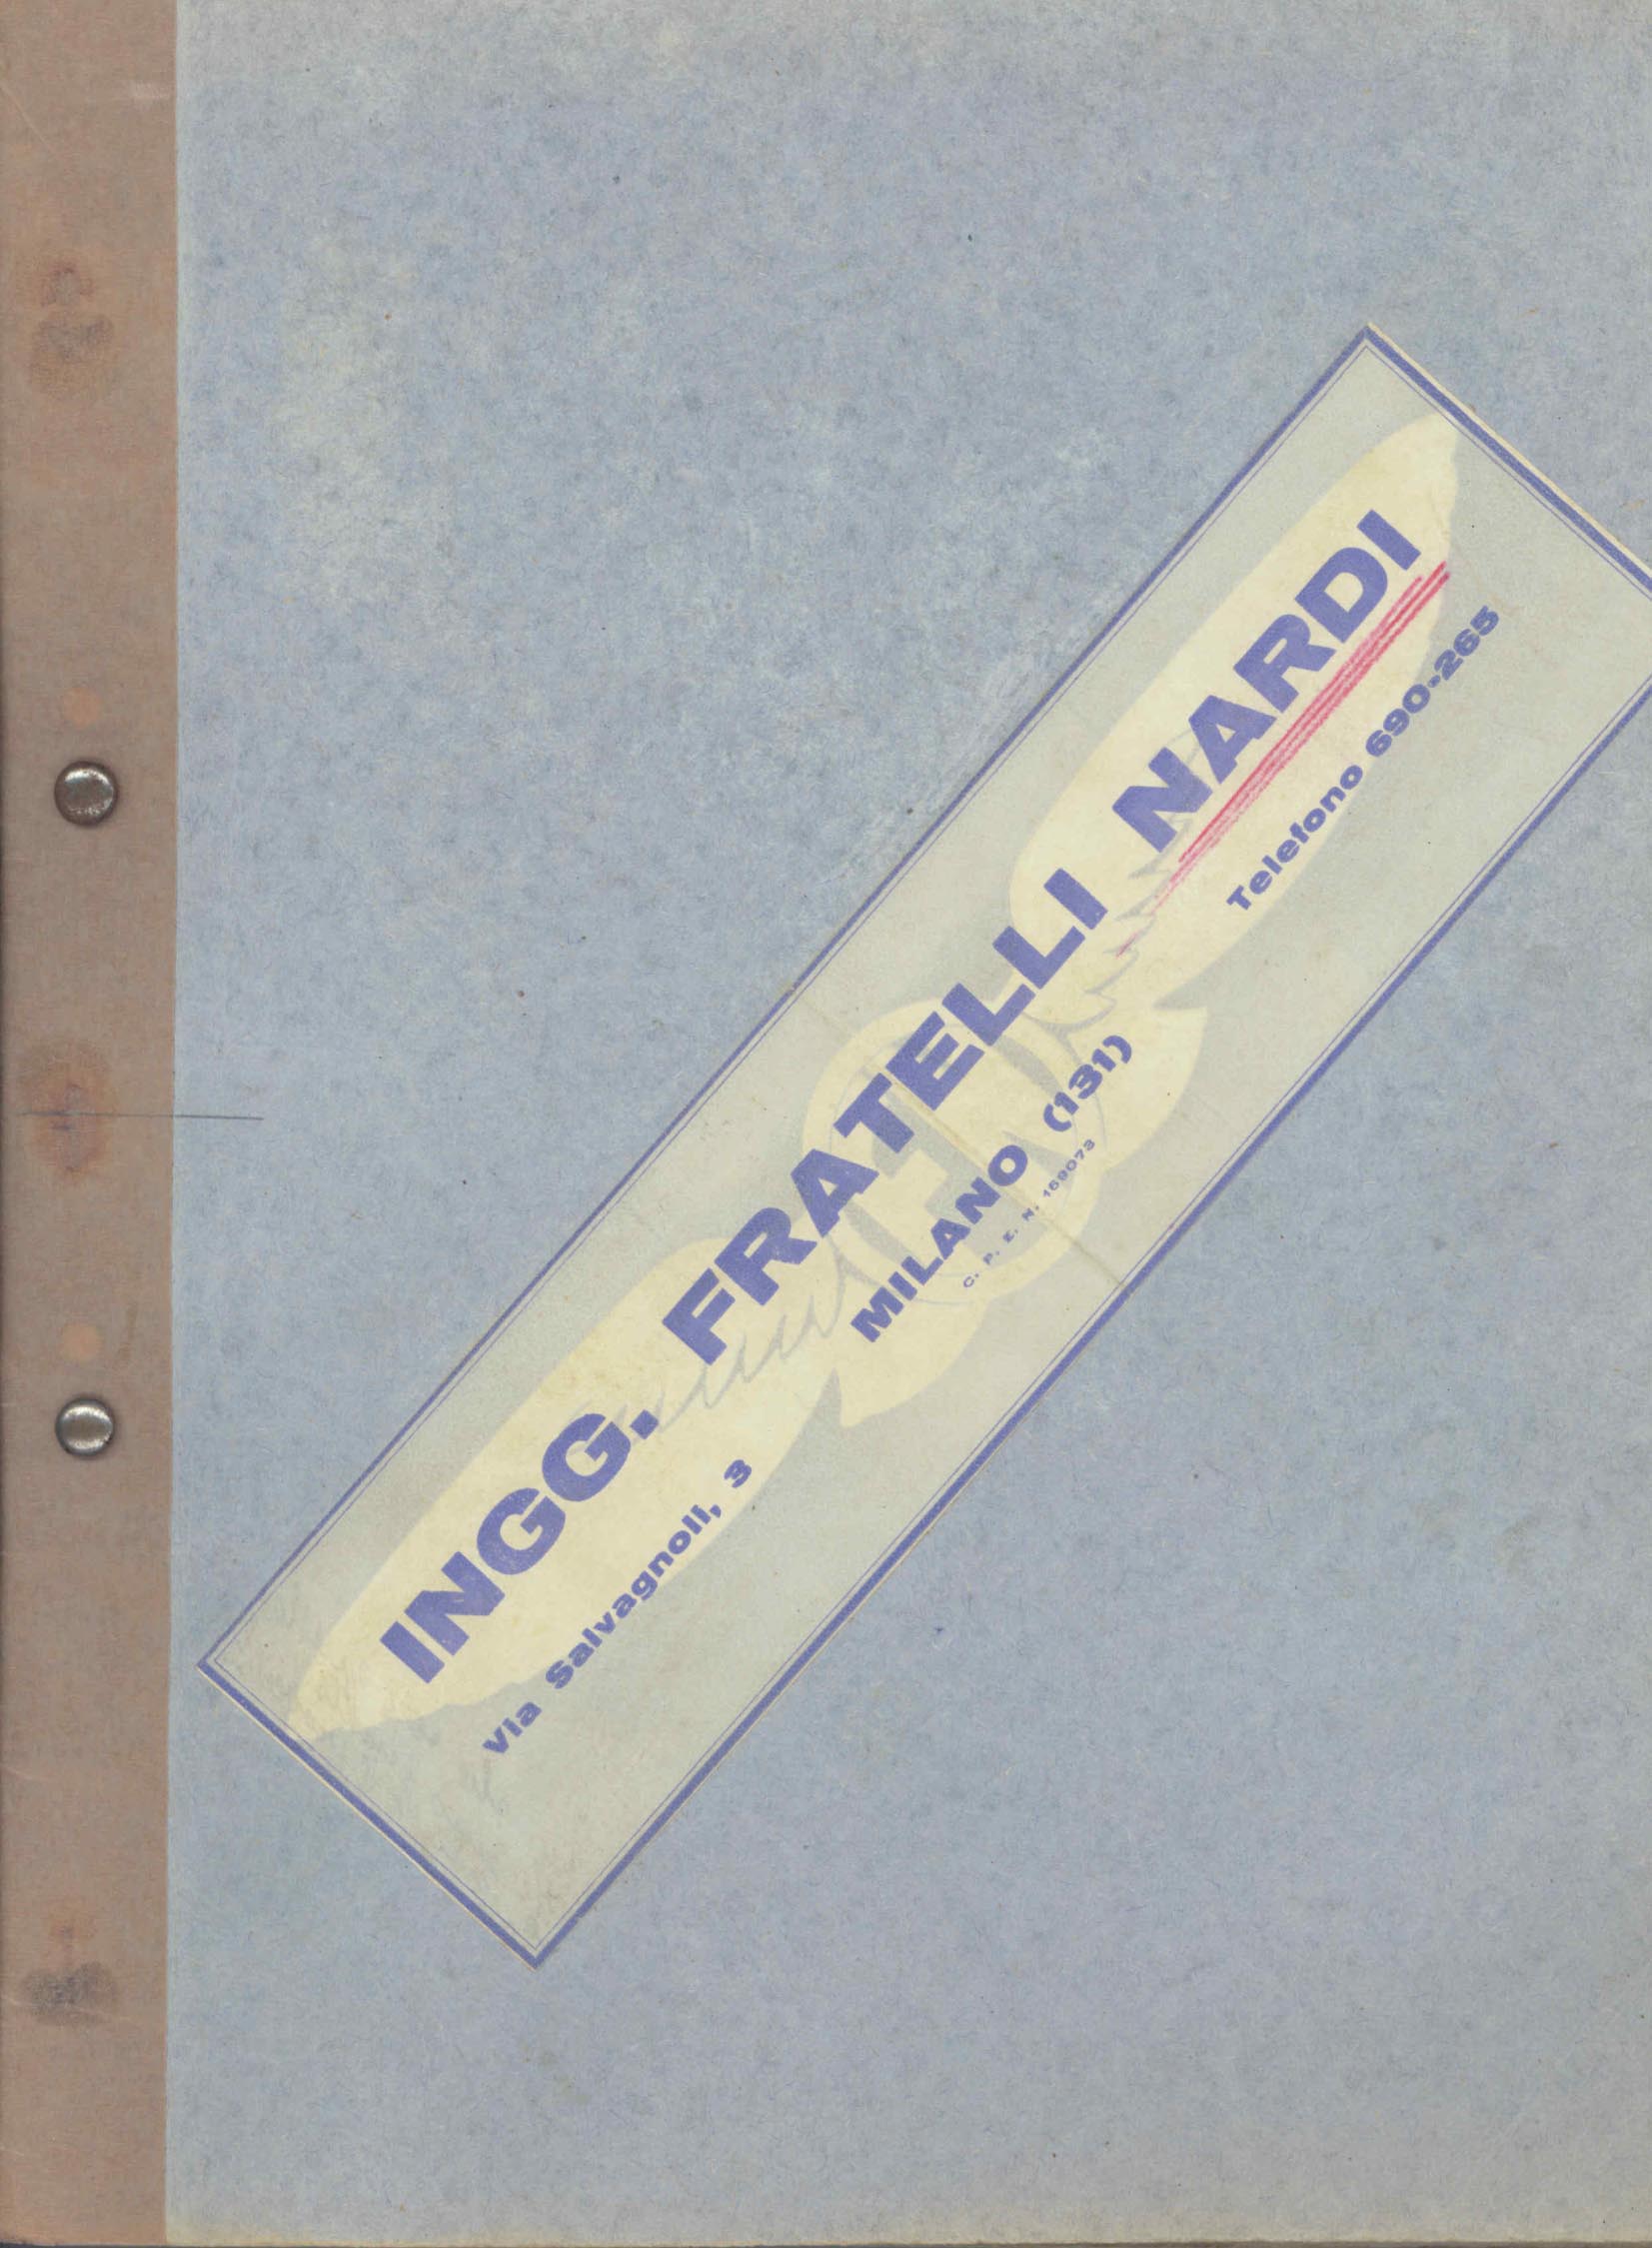 INGG. FRATELLI NARDI
Via Salvagnoli, 3 MILANO (131) Telefono 690-265
C. P. E. N. 169073